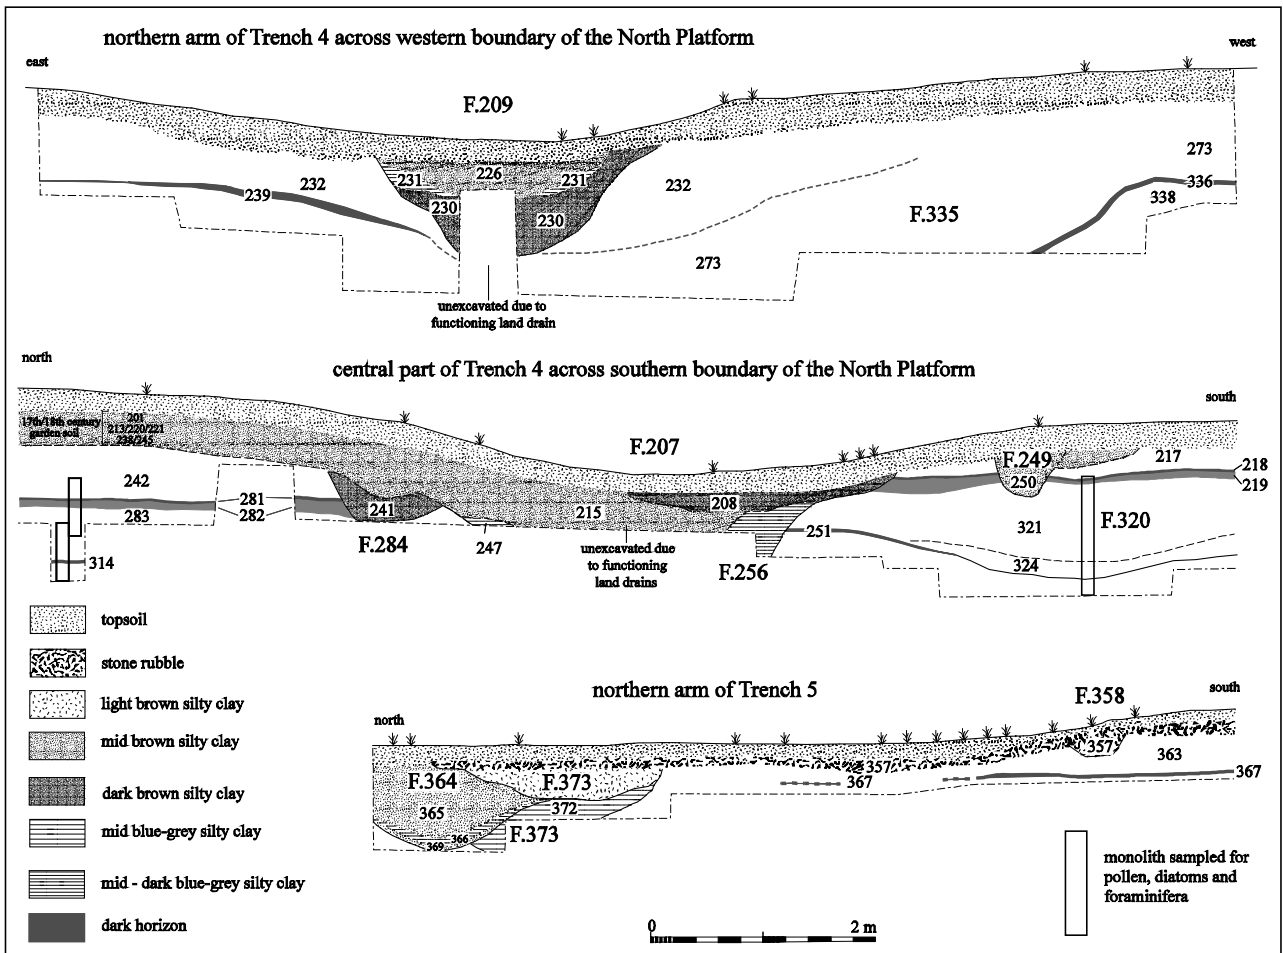 northern arm of Trench 4 across western boundary of the North Platform
east
west
F.209
273
226
231
231
232
232
239
336
338
230
230
F.335
273
unexcavated due to
functioning land drain
north
central part of Trench 4 across southern boundary of the North Platform
south
17th/18th century
garden soil
201
213/220/221
238/245
F.207
F.249
217
218
219
242
250
281
282
283
241
208
215
F.320
321
251
F.284
247
unexcavated due
to functioning
land drains
F.256
324
314
topsoil
stone rubble
light brown silty clay
mid brown silty clay
dark brown silty clay
mid blue-grey silty clay
mid - dark blue-grey silty clay
dark horizon
northern arm of Trench 5
F.358
south
north
357
363
357
367
367
F.364
F.373
365
372
366
369
F.373
monolith sampled for
pollen, diatoms and
foraminifera
0
2 m